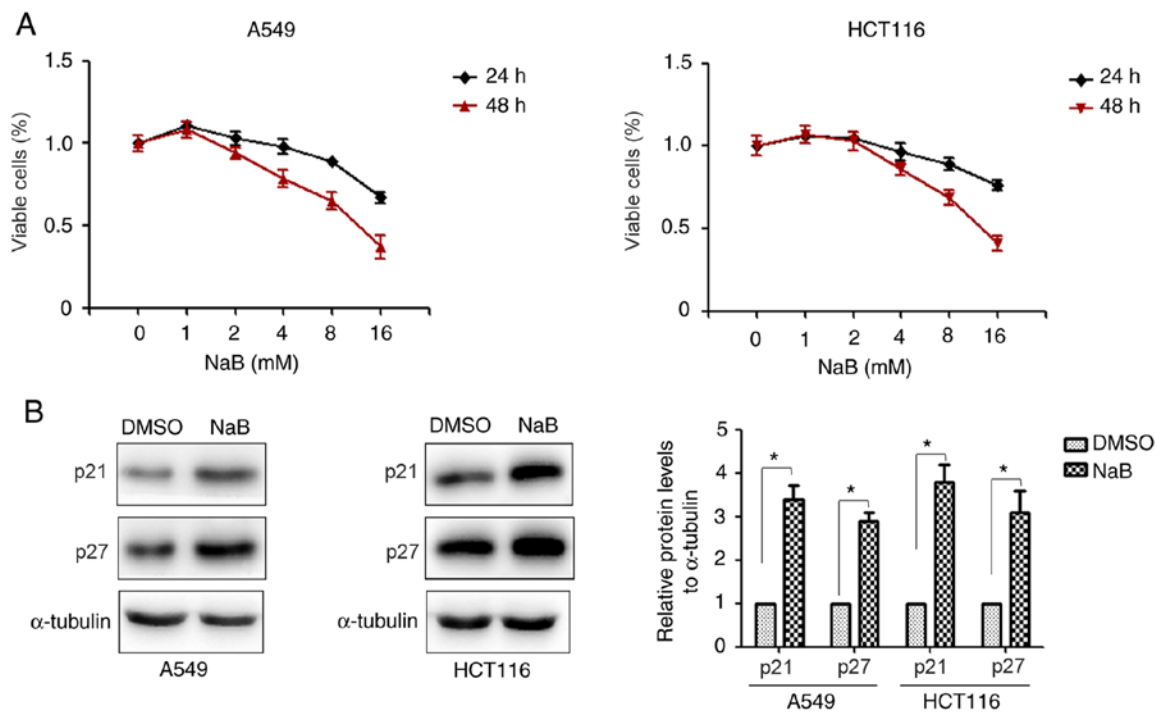 A
A549
1.5
1.0
0.5
0
Viable cells (%)
24 h
48 h
0 1 2 4 8 16
NaB (mM)
HCT116
1.5
1.0
0.5
0
Viable cells (%)
24 h
48 h
0 1 2 4 8 16
NaB (mM)
B
DMSO NaB
p21
p27
α-tubulin
A549
DMSO NaB
p21
p27
α-tubulin
HCT116
Relative protein levels
to α-tubulin
5
4
3
2
1
0
* * * *
DMSO
NaB
p21 p27 p21 p27
A549 HCT116